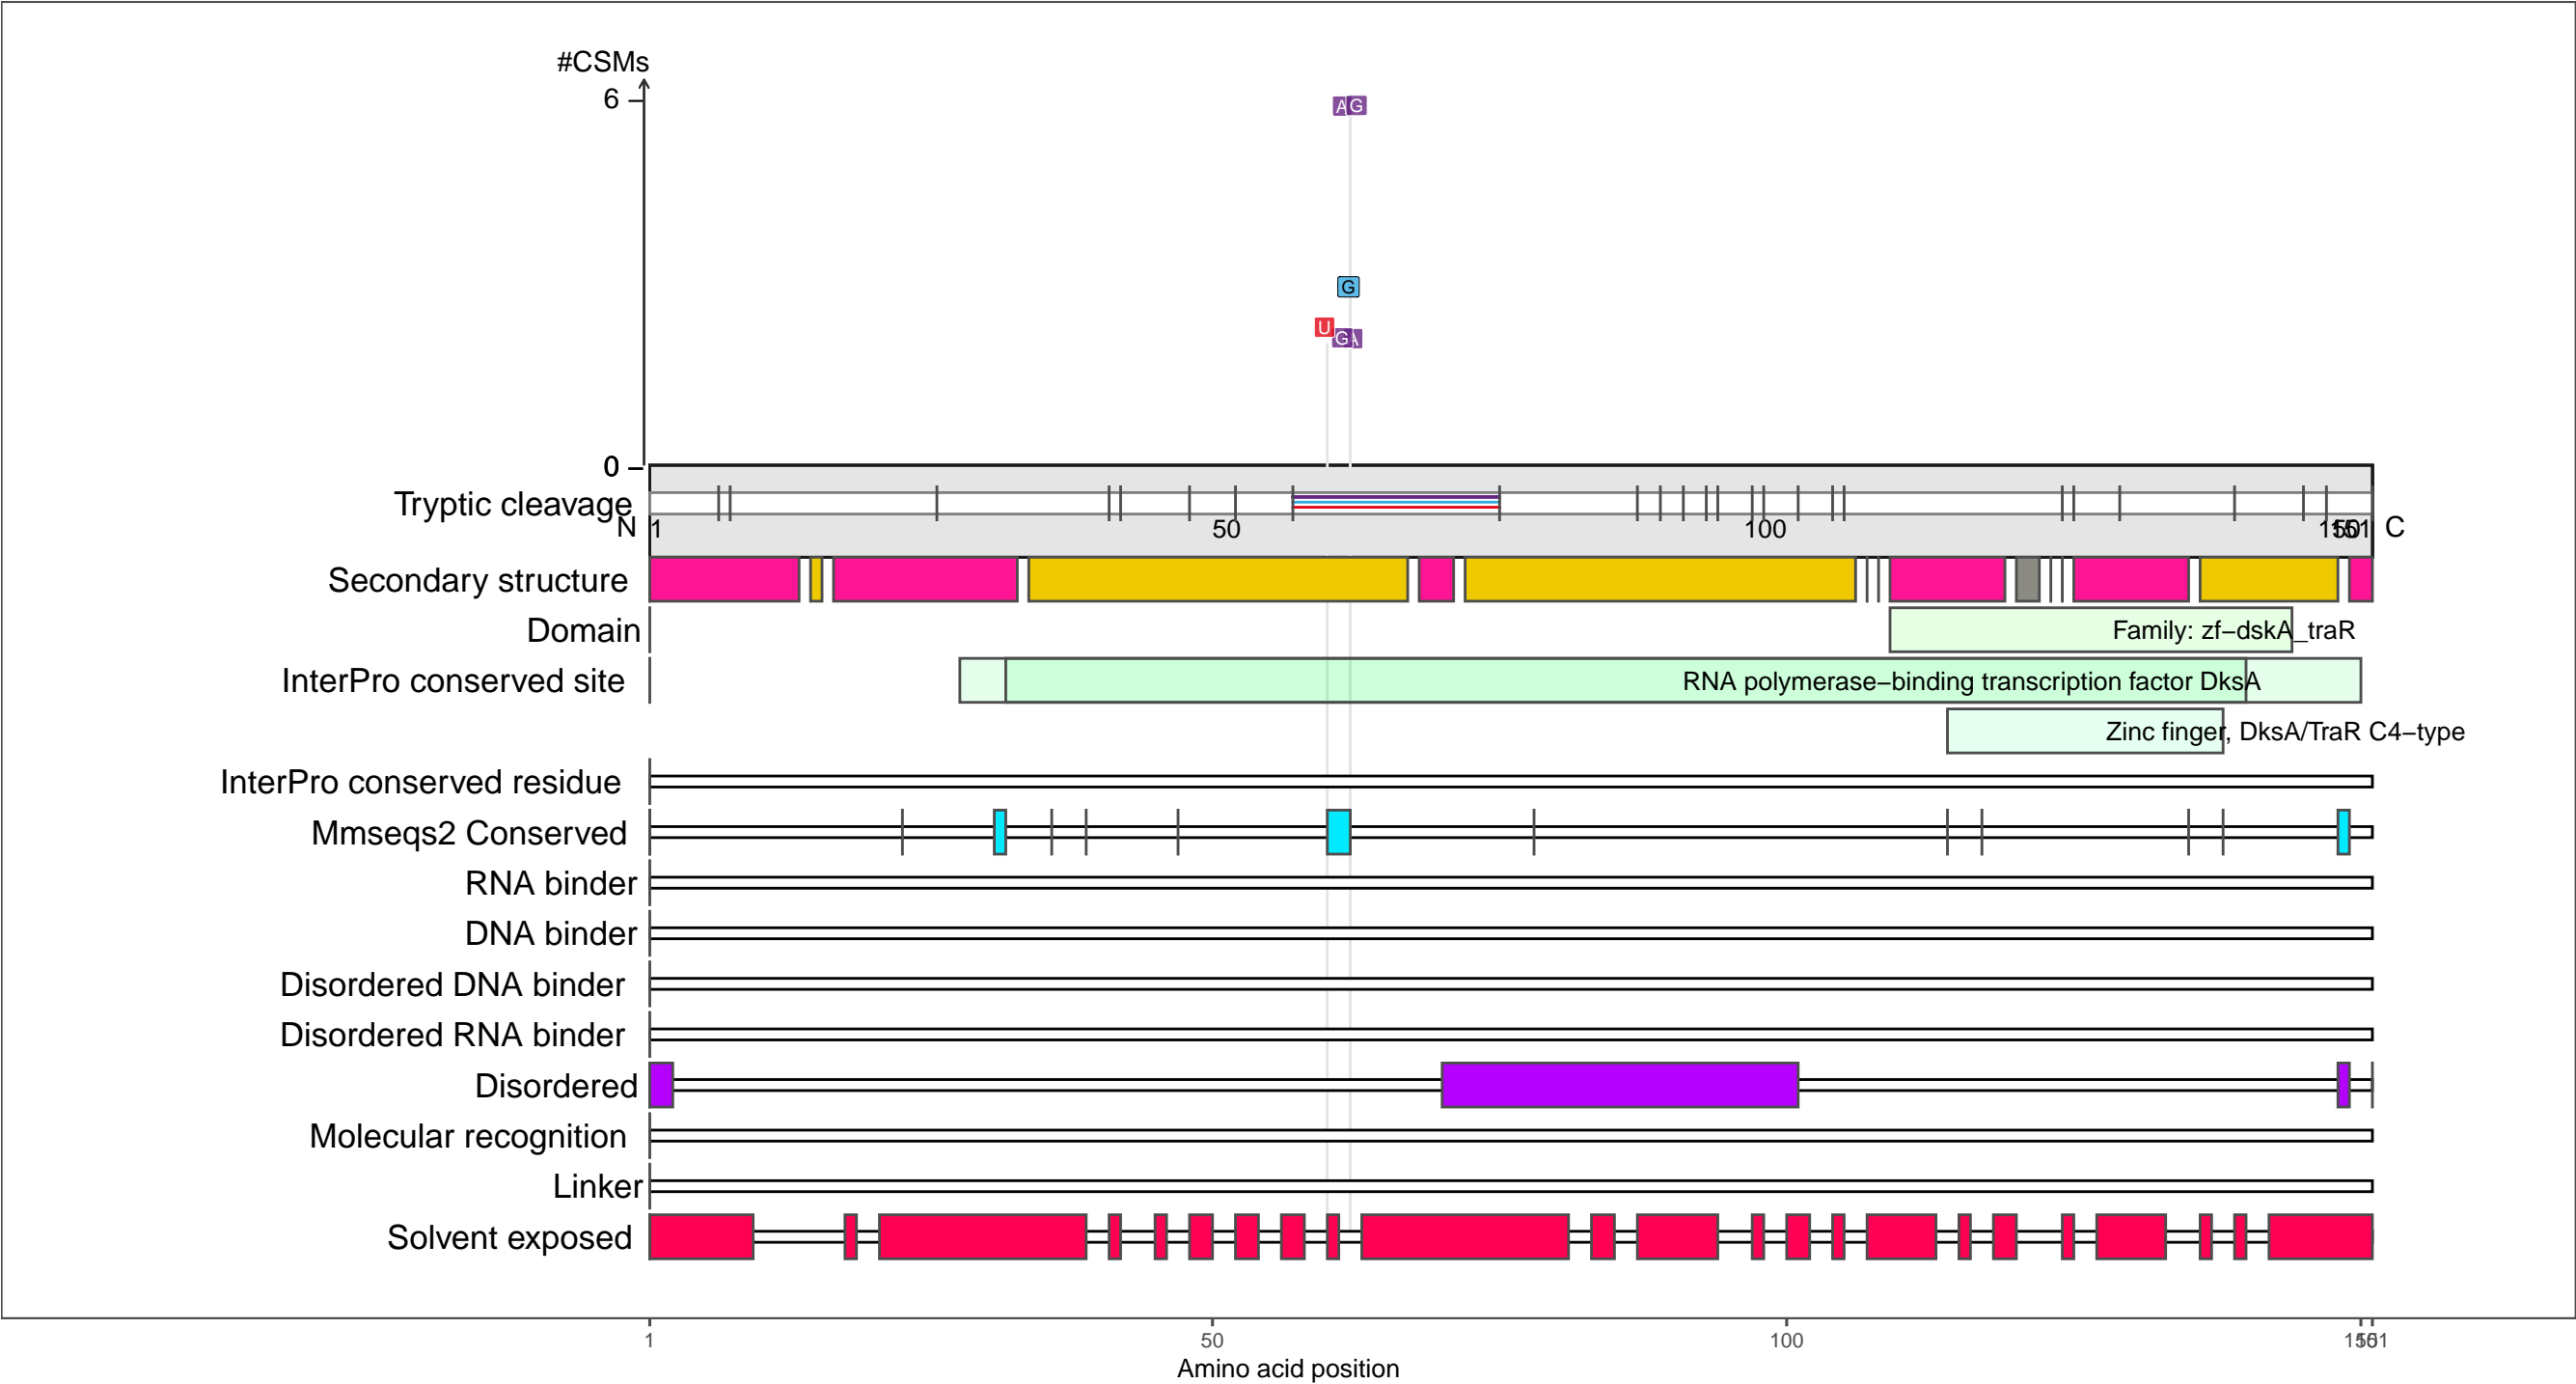 #CSMs
6
A G
G
U
G A
0
Tryptic cleavage
N 1 50 100 150 151 C
Secondary structure
Domain
Family: zf−dskA_traR
InterPro conserved site
RNA polymerase−binding transcription factor DksA
Zinc finger, DksA/TraR C4−type
InterPro conserved residue
Mmseqs2 Conserved
RNA binder
DNA binder
Disordered DNA binder
Disordered RNA binder
Disordered
Molecular recognition
Linker
Solvent exposed
1 50 100 150 151
Amino acid position